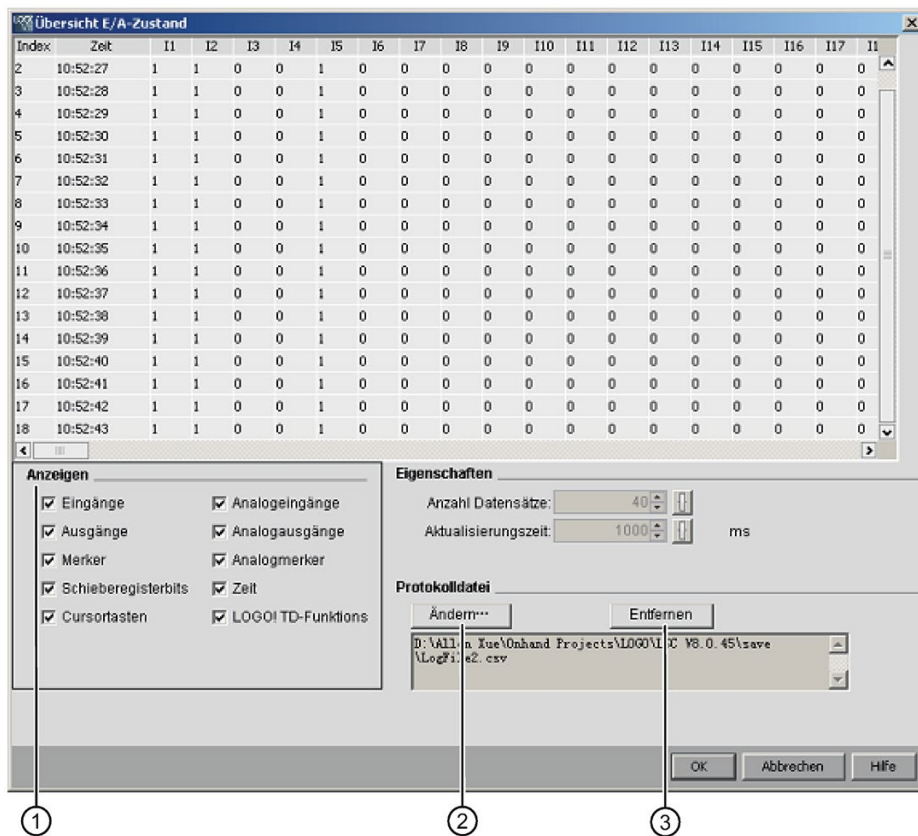 Übersicht E/A-Zustand
Index Zeit I1 I2 I3 I4 I5 I6 I7 I8 I9 I10 I11 I12 I13 I14 I15 I16 I17 I1
2 10:52:27 1 1 0 0 1 0 0 0 0 0 0 0 0 0 0 0 0 0
3 10:52:28 1 1 0 0 1 0 0 0 0 0 0 0 0 0 0 0 0 0
4 10:52:29 1 1 0 0 1 0 0 0 0 0 0 0 0 0 0 0 0 0
5 10:52:30 1 1 0 0 1 0 0 0 0 0 0 0 0 0 0 0 0 0
6 10:52:31 1 1 0 0 1 0 0 0 0 0 0 0 0 0 0 0 0 0
7 10:52:32 1 1 0 0 1 0 0 0 0 0 0 0 0 0 0 0 0 0
8 10:52:33 1 1 0 0 1 0 0 0 0 0 0 0 0 0 0 0 0 0
9 10:52:34 1 1 0 0 1 0 0 0 0 0 0 0 0 0 0 0 0 0
10 10:52:35 1 1 0 0 1 0 0 0 0 0 0 0 0 0 0 0 0 0
11 10:52:36 1 1 0 0 1 0 0 0 0 0 0 0 0 0 0 0 0 0
12 10:52:37 1 1 0 0 1 0 0 0 0 0 0 0 0 0 0 0 0 0
13 10:52:38 1 1 0 0 1 0 0 0 0 0 0 0 0 0 0 0 0 0
14 10:52:39 1 1 0 0 1 0 0 0 0 0 0 0 0 0 0 0 0 0
15 10:52:40 1 1 0 0 1 0 0 0 0 0 0 0 0 0 0 0 0 0
16 10:52:41 1 1 0 0 1 0 0 0 0 0 0 0 0 0 0 0 0 0
17 10:52:42 1 1 0 0 1 0 0 0 0 0 0 0 0 0 0 0 0 0
18 10:52:43 1 1 0 0 1 0 0 0 0 0 0 0 0 0 0 0 0 0
Anzeigen
Eingänge Analogeingänge
Ausgänge Analogausgänge
Merker Analogmerker
Schieberegisterbits Zeit
Cursortasten LOGO! TD-Funktions
Eigenschaften
Anzahl Datensätze: 40
Aktualisierungszeit: 1000 ms
Protokolldatei
Ändern··· Entfernen
D:\Allen Xue\Onhand Projects\LOGO\LSC V8.0.45\save
\LogFile2.csv
OK Abbrechen Hilfe
1 2 3